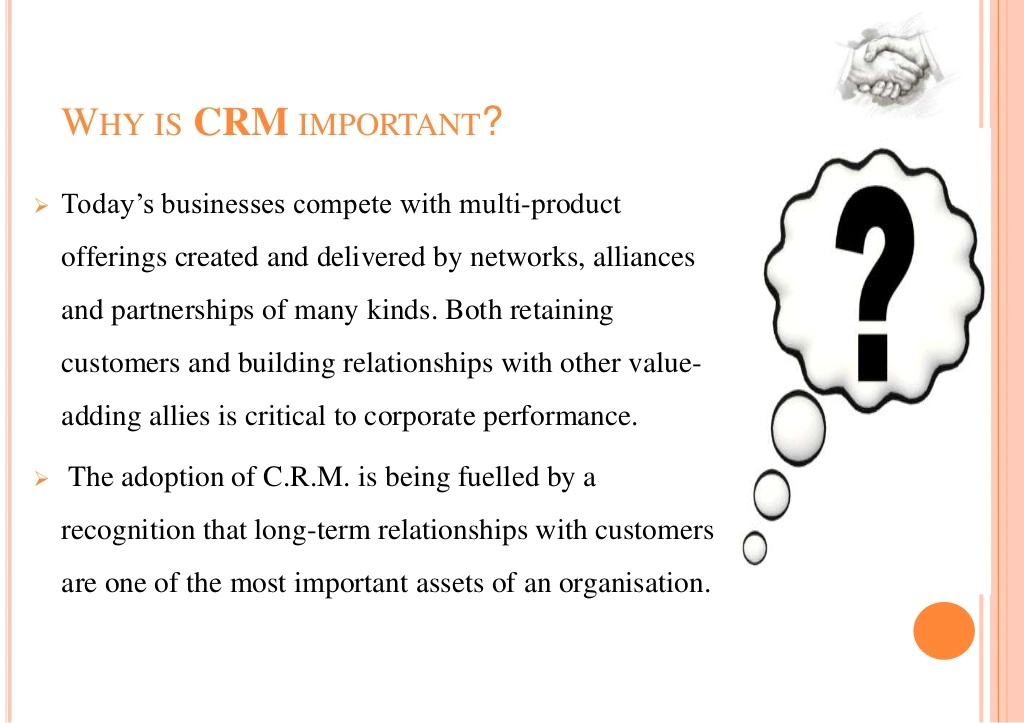 WHY IS CRM IMPORTANT?
➢ Today’s businesses compete with multi-product
offerings created and delivered by networks, alliances
and partnerships of many kinds. Both retaining
customers and building relationships with other value-
adding allies is critical to corporate performance.
➢ The adoption of C.R.M. is being fuelled by a
recognition that long-term relationships with customers
are one of the most important assets of an organisation.
?